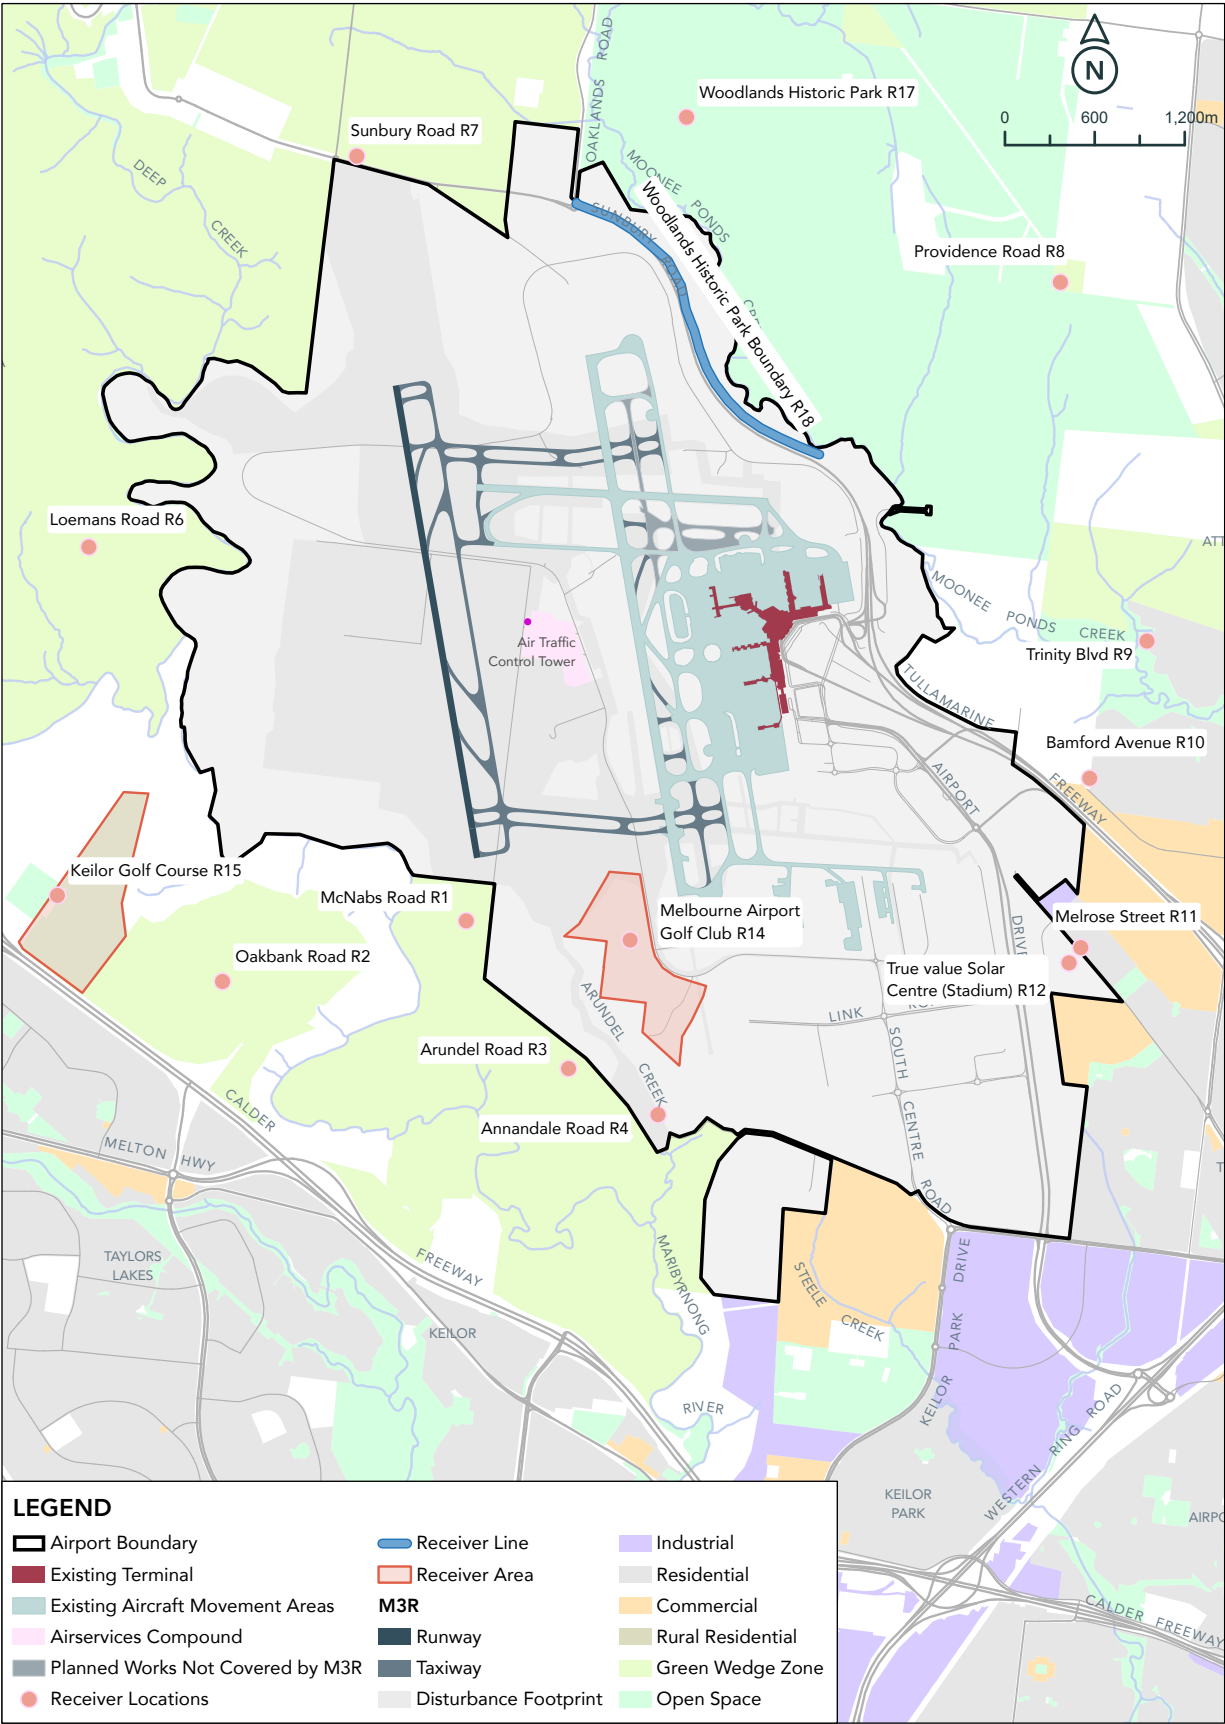 OAKLANDS ROAD
Woodlands Historic Park R17
N
0 600 1,200m
Sunbury Road R7
DEEP
CREEK
MOONEE PONDS
SUNBURY
ROAD
Woodlands Historic Park Boundary R18
Providence Road R8
Loemans Road R6
ATT
MOONEE PONDS CREEK
Trinity Blvd R9
Air Traffic
Control Tower
TULLAMARINE
FREEWAY
Bamford Avenue R10
AIRPORT
DRIVE
Keilor Golf Course R15
McNabs Road R1
Melbourne Airport
Golf Club R14
Melrose Street R11
Oakbank Road R2
True value Solar
Centre (Stadium) R12
ARUNDEL
CREEK
LINK
Arundel Road R3
SOUTH
CENTRE
ROAD
Annandale Road R4
CALDER
FREEWAY
MELTON HWY
TAYLORS
LAKES
KEILOR
MARIBYRNONG
RIVER
STEELE
CREEK
KEILOR PARK DRIVE
WESTERN RING ROAD
KEILOR
PARK
AIRPO
CALDER FREEWAY
LEGEND
Airport Boundary
Existing Terminal
Existing Aircraft Movement Areas
Airservices Compound
Planned Works Not Covered by M3R
Receiver Locations
Receiver Line
Receiver Area
M3R
Runway
Taxiway
Disturbance Footprint
Industrial
Residential
Commercial
Rural Residential
Green Wedge Zone
Open Space